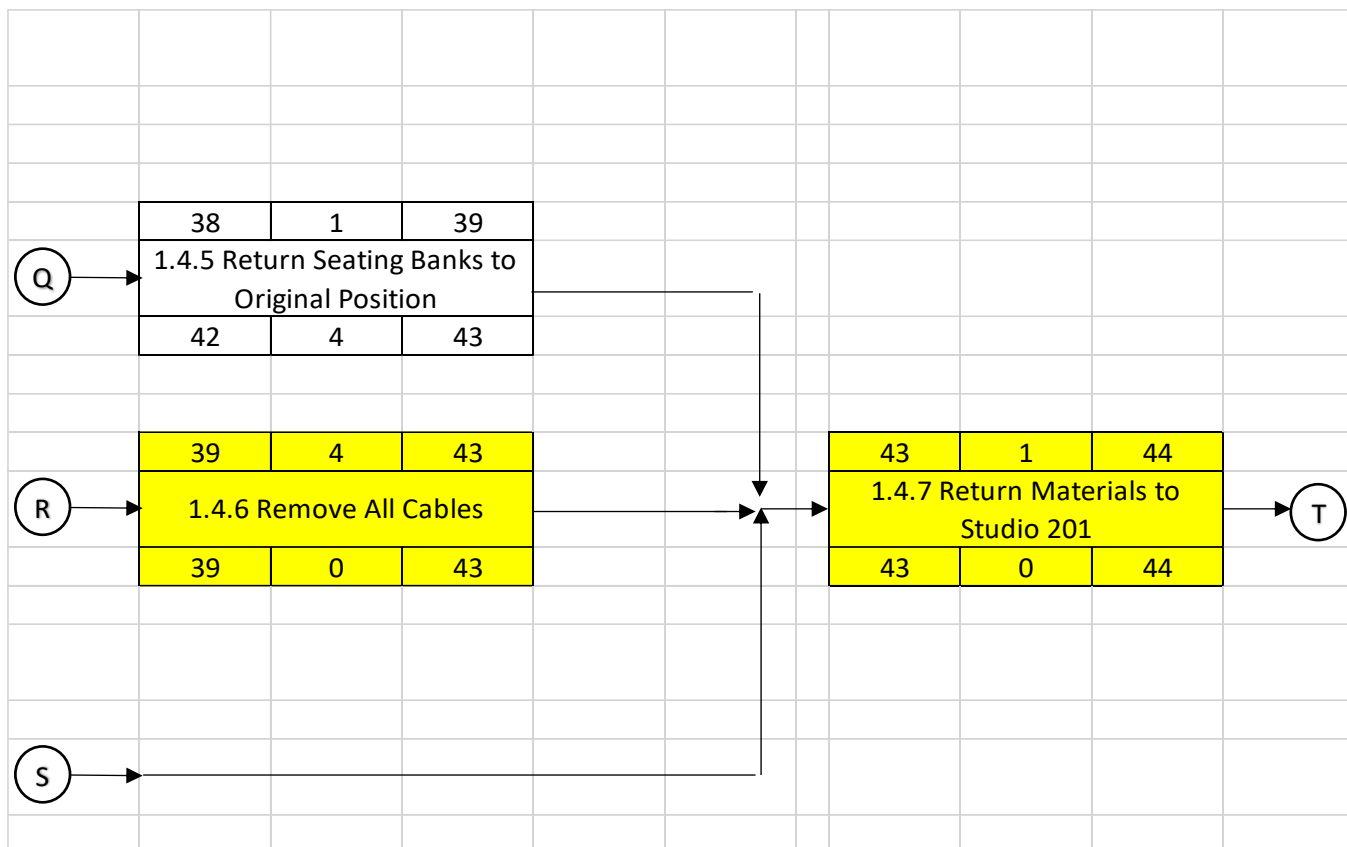 38 1 39
Q
1.4.5 Return Seating Banks to
Original Position
42 4 43
39 4 43
R
1.4.6 Remove All Cables
39 0 43
43 1 44
1.4.7 Return Materials to
Studio 201
43 0 44
T
S